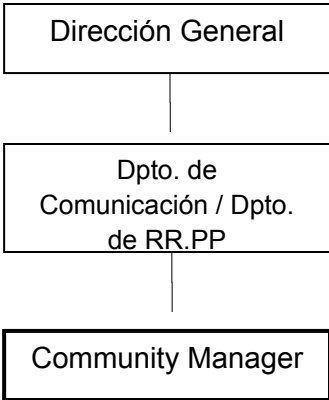 Dirección General
Dpto. de
Comunicación / Dpto.
de RR.PP
Community Manager